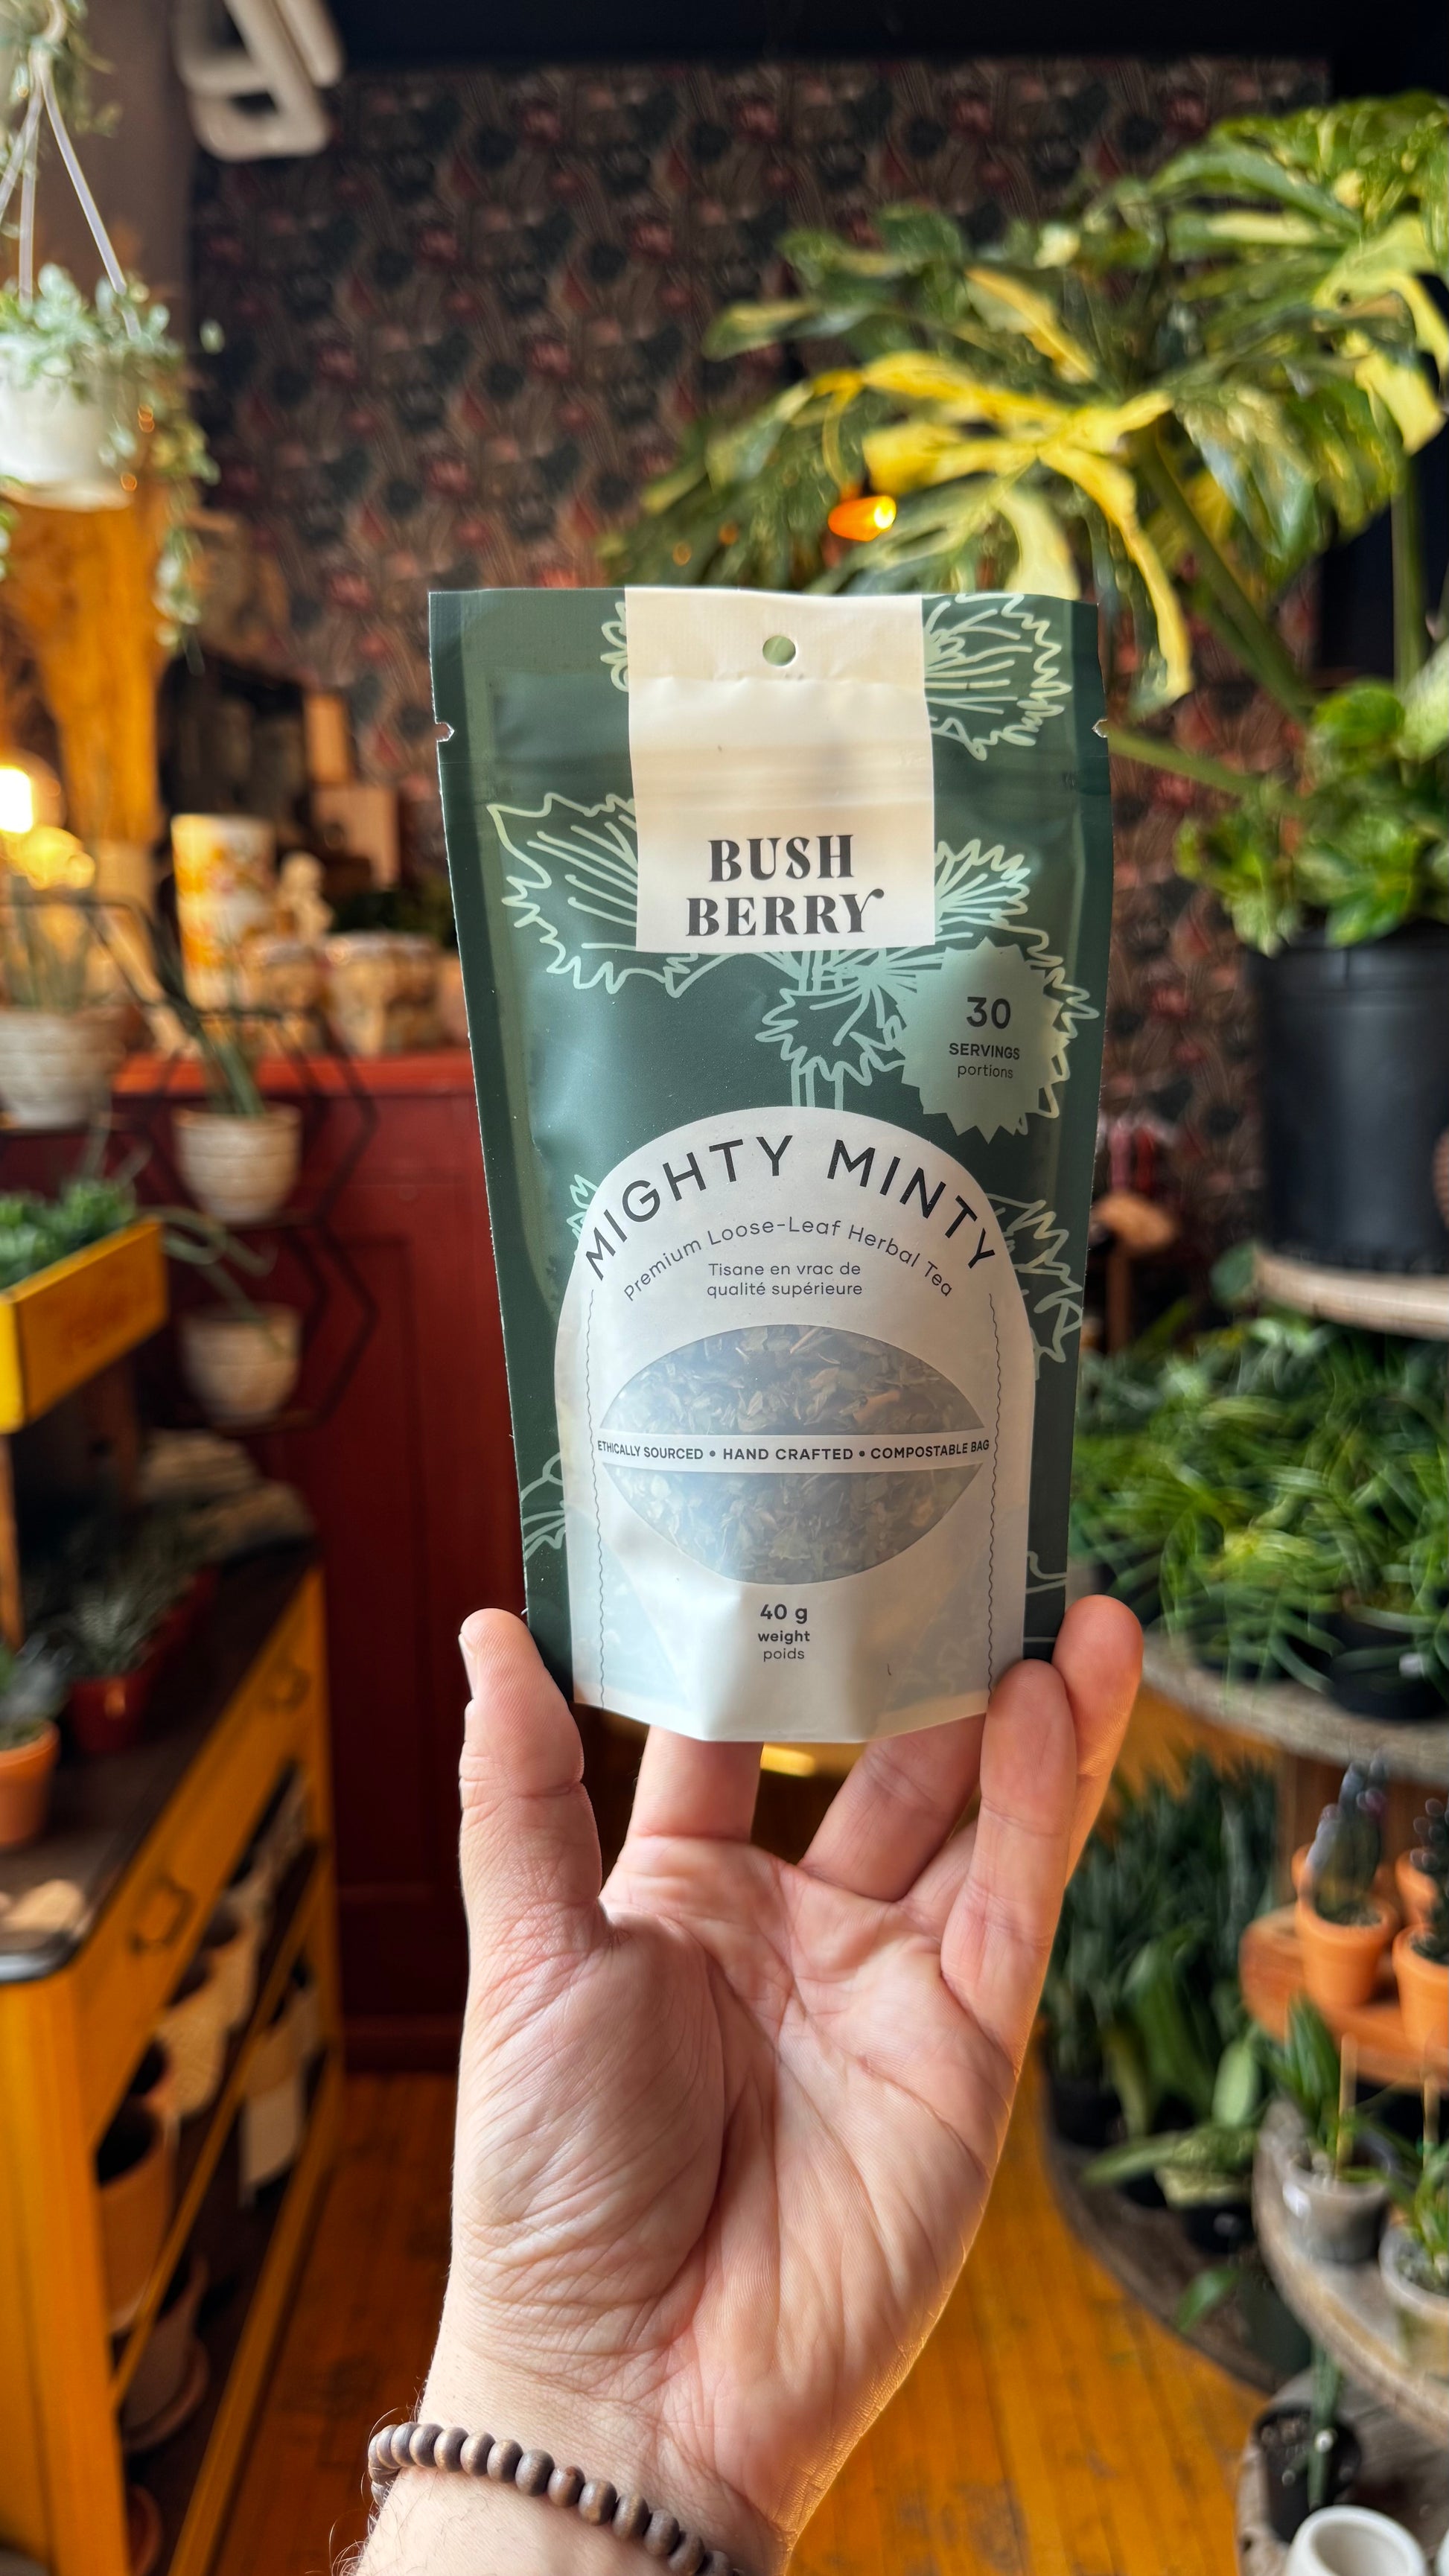 BUSH
BERRY
30
SERVINGS
portions
MIGHTY MINTY
Premium Loose-Leaf Herbal Tea
Tisane en vrac de
qualité supérieure
ETHICALLY SOURCED • HAND CRAFTED • COMPOSTABLE BAG
40 g
weight
poids